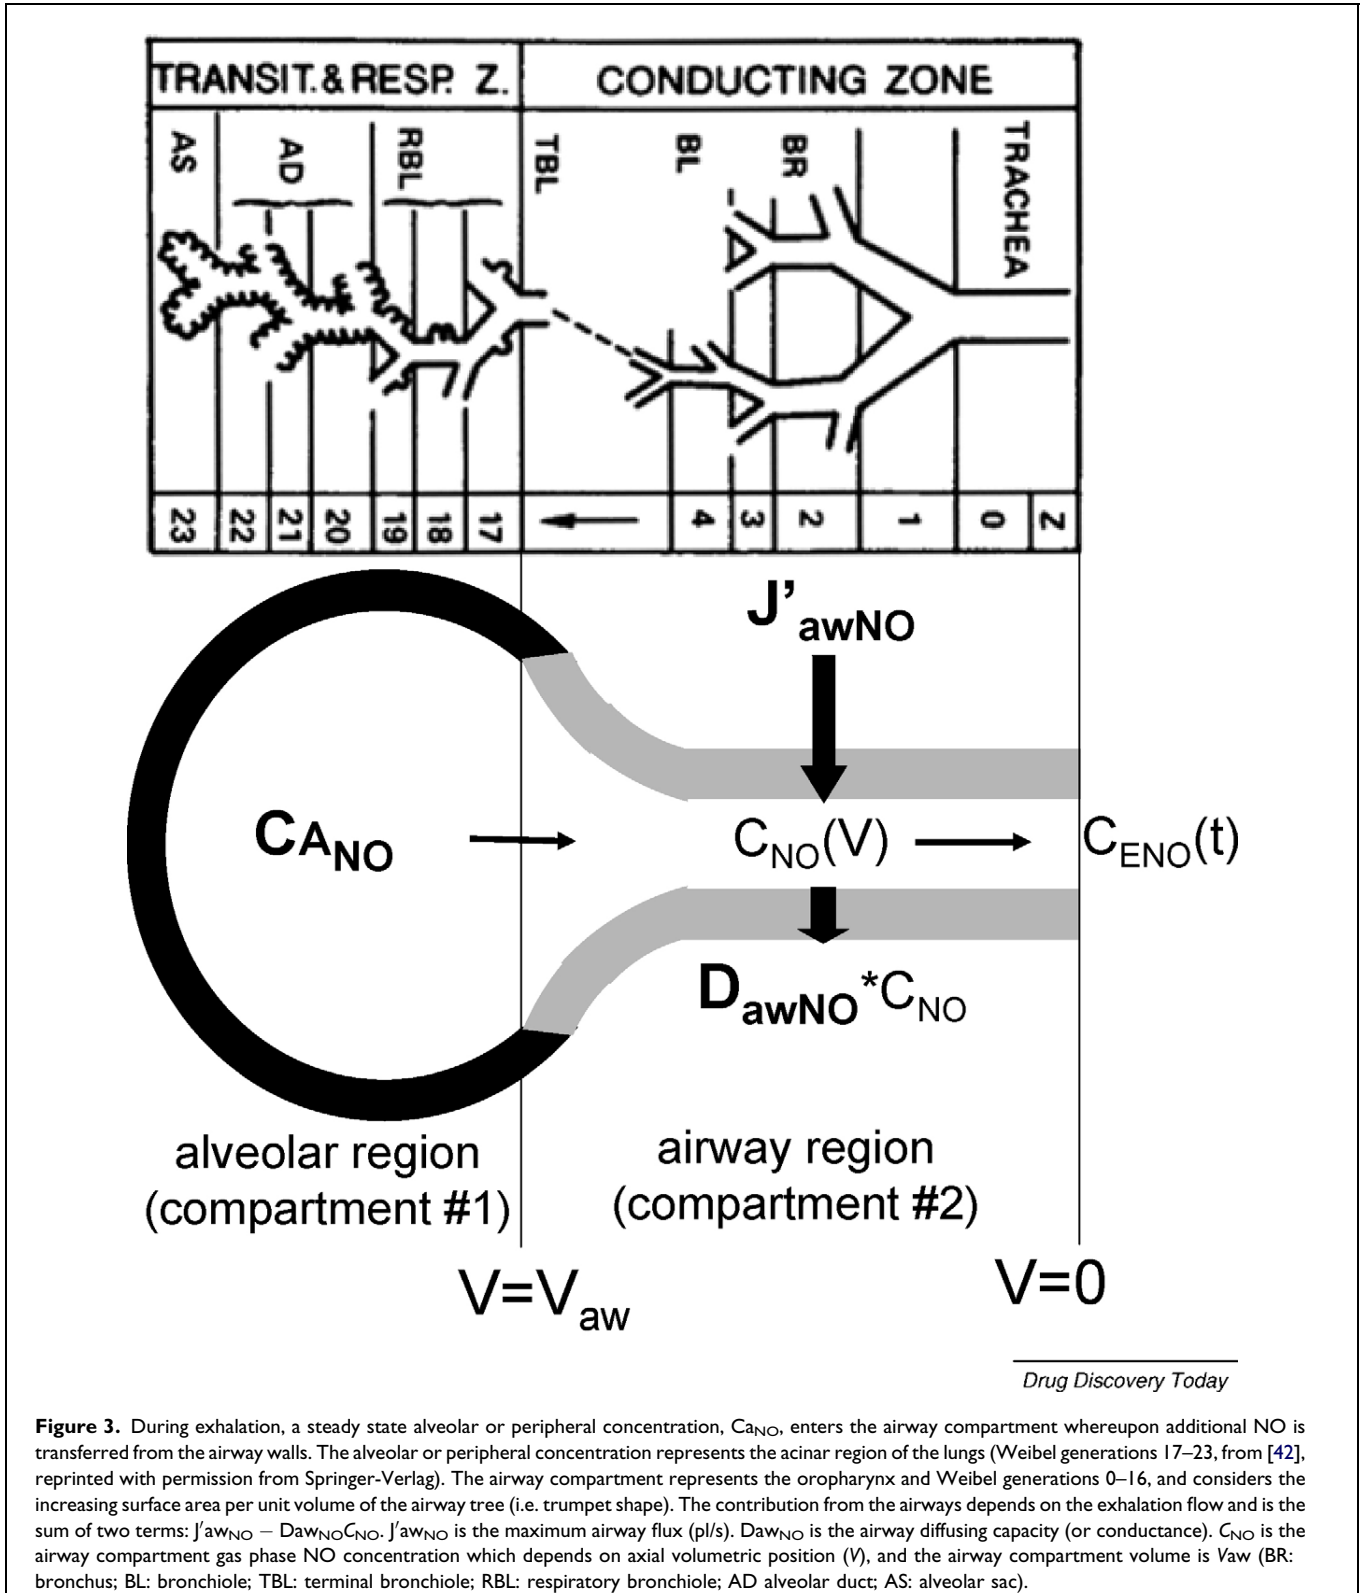 TRANSIT. & RESP. Z.
CONDUCTING ZONE
AS
AD
RBL
TBL
BL
BR
TRACHEA
23
22
21
20
19
18
17
4
3
2
1
0
Z
J’awNO
CANO
CNO(V)
CENO(t)
DawNO*CNO
alveolar region
(compartment #1)
airway region
(compartment #2)
V=Vaw
V=0
Drug Discovery Today
Figure 3. During exhalation, a steady state alveolar or peripheral concentration, CaNO, enters the airway compartment whereupon additional NO is
transferred from the airway walls. The alveolar or peripheral concentration represents the acinar region of the lungs (Weibel generations 17–23, from [42],
reprinted with permission from Springer-Verlag). The airway compartment represents the oropharynx and Weibel generations 0–16, and considers the
increasing surface area per unit volume of the airway tree (i.e. trumpet shape). The contribution from the airways depends on the exhalation flow and is the
sum of two terms: J′awNO − DawNOCNO. J′awNO is the maximum airway flux (pl/s). DawNO is the airway diffusing capacity (or conductance). CNO is the
airway compartment gas phase NO concentration which depends on axial volumetric position (V), and the airway compartment volume is Vaw (BR:
bronchus; BL: bronchiole; TBL: terminal bronchiole; RBL: respiratory bronchiole; AD alveolar duct; AS: alveolar sac).